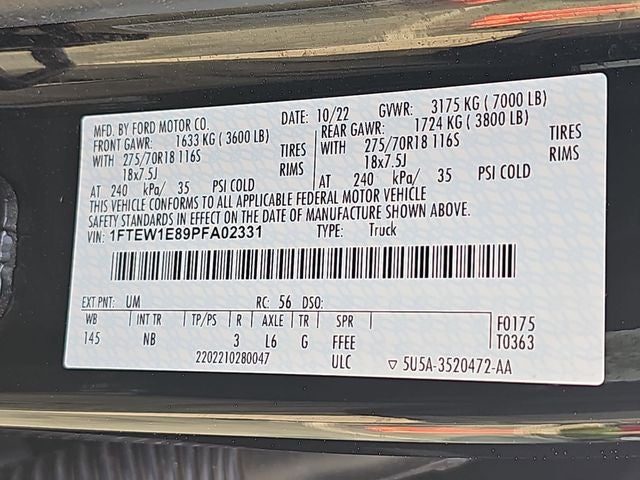 MFD. BY FORD MOTOR CO. DATE: 10/22 GVWR: 3175 KG ( 7000 LB)
FRONT GAWR: 1633 KG ( 3600 LB) REAR GAWR: 1724 KG ( 3800 LB)
WITH 275/70R18 116S TIRES WITH 275/70R18 116S TIRES
18x7.5J RIMS 18x7.5J RIMS
AT 240 kPa/ 35 PSI COLD AT 240 kPa/ 35 PSI COLD
THIS VEHICLE CONFORMS TO ALL APPLICABLE FEDERAL MOTOR VEHICLE
SAFETY STANDARDS IN EFFECT ON THE DATE OF MANUFACTURE SHOWN ABOVE.
VIN: 1FTEW1E89PFA02331 TYPE: Truck
EXT PNT: UM RC: 56 DSO:
WB INT TR TP/PS R AXLE TR SPR F0175
145 NB 3 L6 G FFEE T0363
2202210280047 ULC ▽ 5U5A-3520472-AA